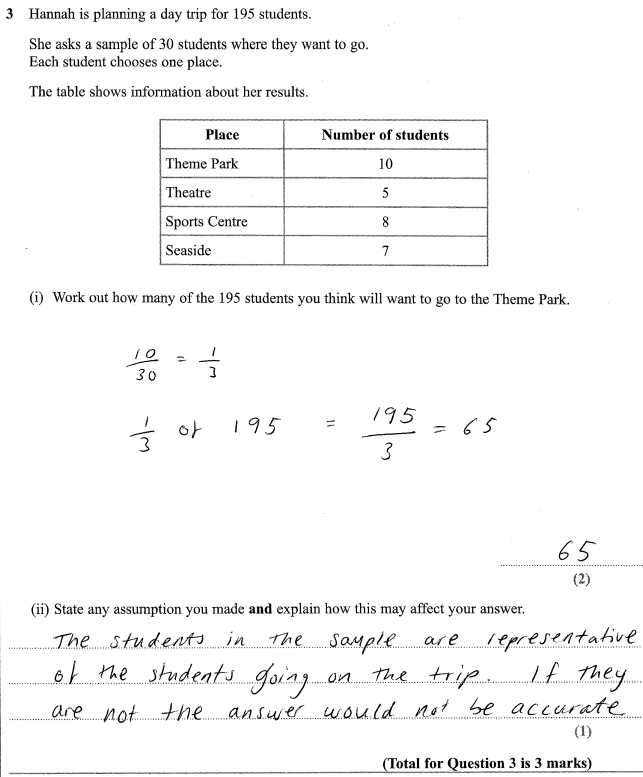 3 Hannah is planning a day trip for 195 students.
She asks a sample of 30 students where they want to go.
Each student chooses one place.
The table shows information about her results.
Place Number of students
Theme Park 10
Theatre 5
Sports Centre 8
Seaside 7
(i) Work out how many of the 195 students you think will want to go to the Theme Park.
10/30 = 1/3
1/3 of 195 = 195/3 = 65
65
(2)
(ii) State any assumption you made and explain how this may affect your answer.
The students in the sample are representative
of the students going on the trip. If they
are not the answer would not be accurate
(1)
(Total for Question 3 is 3 marks)